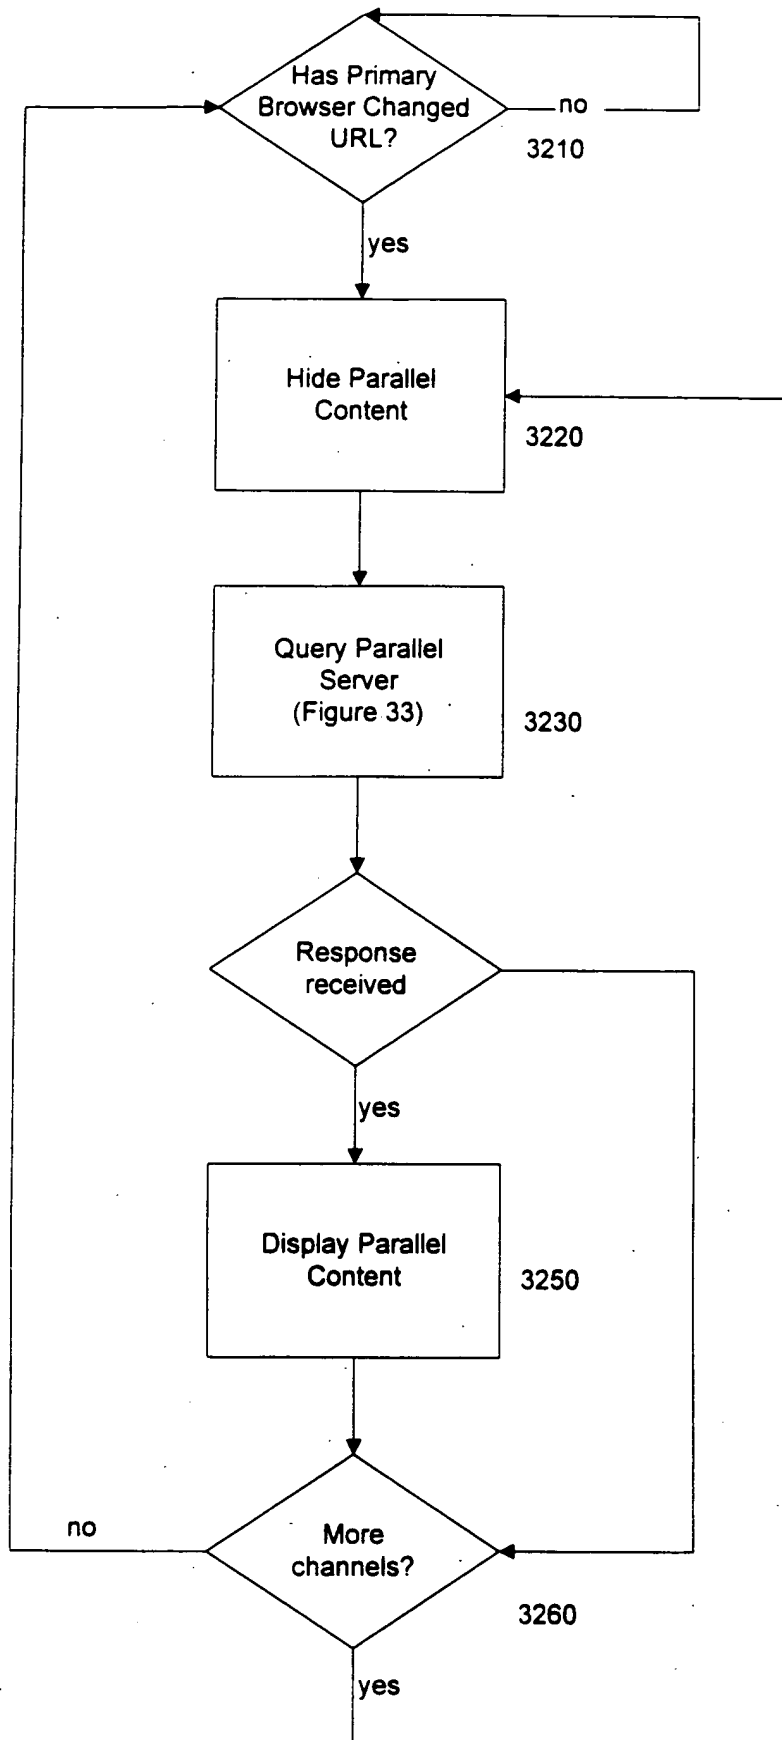 Has Primary
Browser Changed
URL?
no
3210
yes
Hide Parallel
Content
3220
Query Parallel
Server
(Figure 33)
3230
Response
received
yes
Display Parallel
Content
3250
no
More
channels?
3260
yes